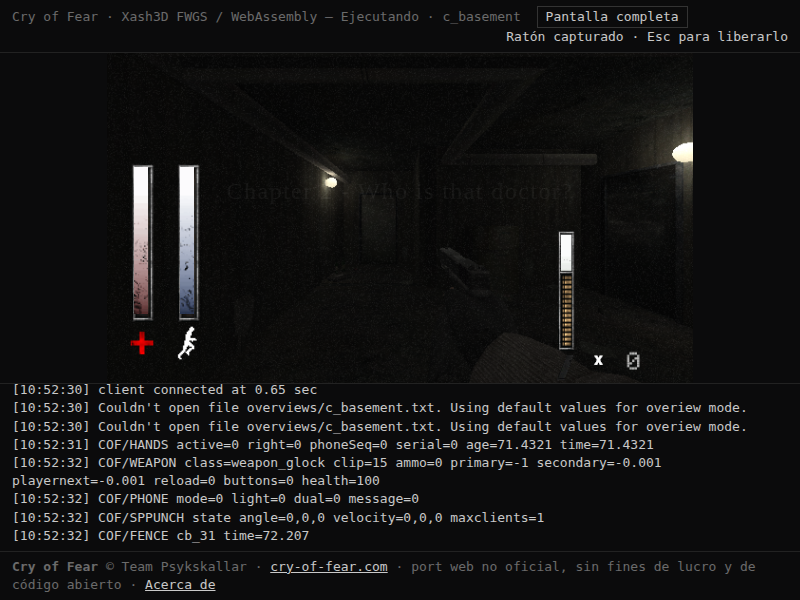 Cry of Fear · Xash3D FWGS / WebAssembly — Ejecutando · c_basement
Pantalla completa
Ratón capturado · Esc para liberarlo
Chapter : Who is that doctor?
x 0
[10:52:30] client connected at 0.65 sec
[10:52:30] Couldn't open file overviews/c_basement.txt. Using default values for overiew mode.
[10:52:30] Couldn't open file overviews/c_basement.txt. Using default values for overiew mode.
[10:52:31] COF/HANDS active=0 right=0 phoneSeq=0 serial=0 age=71.4321 time=71.4321
[10:52:32] COF/WEAPON class=weapon_glock clip=15 ammo=0 primary=-1 secondary=-0.001
playernext=-0.001 reload=0 buttons=0 health=100
[10:52:32] COF/PHONE mode=0 light=0 dual=0 message=0
[10:52:32] COF/SPPUNCH state angle=0,0,0 velocity=0,0,0 maxclients=1
[10:52:32] COF/FENCE cb_31 time=72.207
Cry of Fear © Team Psykskallar · cry-of-fear.com · port web no oficial, sin fines de lucro y de
código abierto · Acerca de